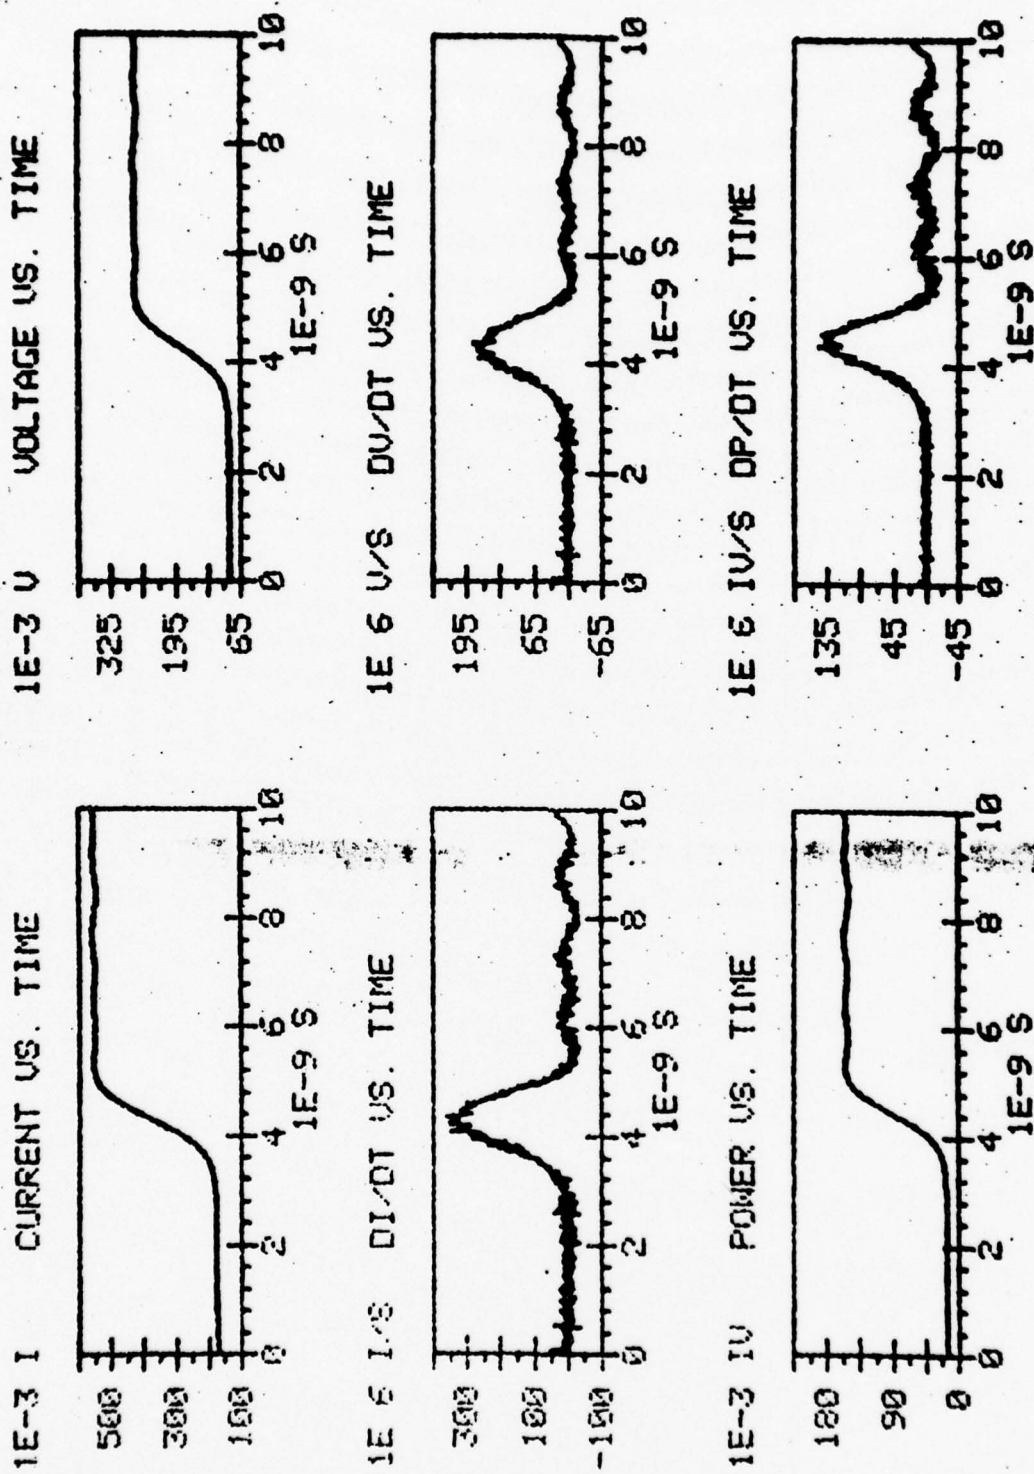 1E-3 I CURRENT VS. TIME
500
300
100
0 2 4 6 8 10
1E-9 S
1E-3 V VOLTAGE VS. TIME
325
195
65
0 2 4 6 8 10
1E-9 S
1E 6 I/S DI/DT VS. TIME
300
100
-100
0 2 4 6 8 10
1E-9 S
1E 6 V/S DV/DT VS. TIME
195
65
-65
0 2 4 6 8 10
1E-9 S
1E-3 IV POWER VS. TIME
180
90
0
0 2 4 6 8 10
1E-9 S
1E 6 IV/S DP/DT VS. TIME
135
45
-45
0 2 4 6 8 10
1E-9 S